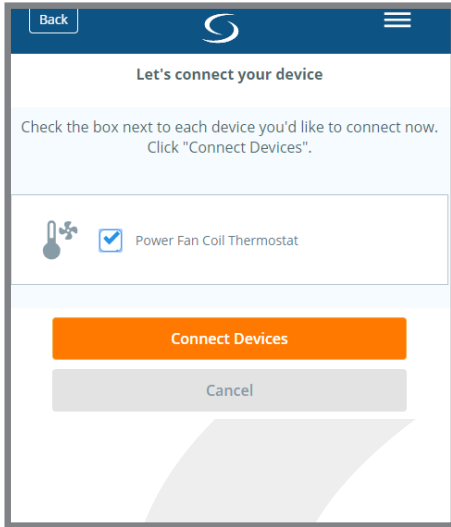 Back
Let's connect your device
Check the box next to each device you'd like to connect now.
Click "Connect Devices".
Power Fan Coil Thermostat
Connect Devices
Cancel